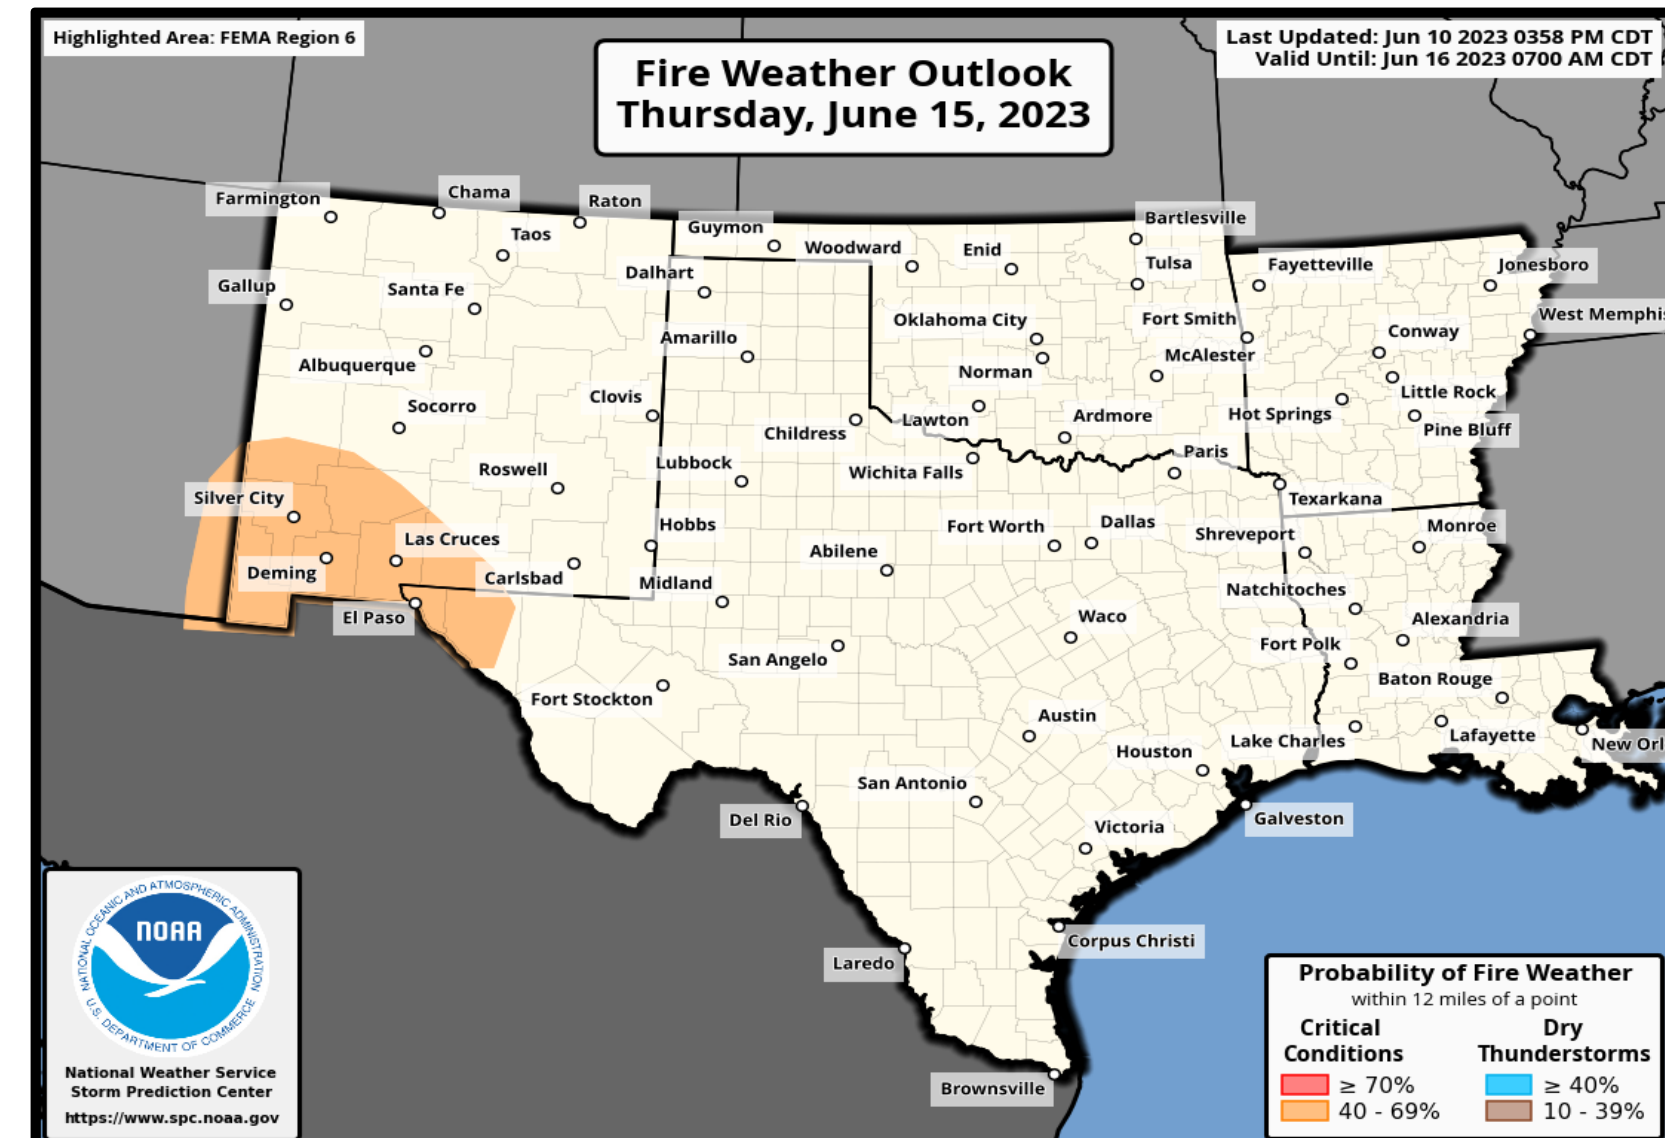 Highlighted Area: FEMA Region 6
Fire Weather Outlook
Thursday, June 15, 2023
Last Updated: Jun 10 2023 0358 PM CDT
Valid Until: Jun 16 2023 0700 AM CDT
Farmington
Chama
Raton
Taos
Guymon
Woodward
Enid
Bartlesville
Tulsa
Fayetteville
Jonesboro
Gallup
Santa Fe
Dalhart
Oklahoma City
Fort Smith
West Memphis
Albuquerque
Amarillo
Norman
McAlester
Conway
Little Rock
Socorro
Clovis
Childress
Lawton
Ardmore
Hot Springs
Pine Bluff
Silver City
Roswell
Lubbock
Wichita Falls
Paris
Texarkana
Deming
Las Cruces
Carlsbad
Hobbs
Midland
Abilene
Fort Worth
Dallas
Shreveport
Monroe
El Paso
Natchitoches
Alexandria
San Angelo
Waco
Fort Polk
Baton Rouge
Fort Stockton
Austin
Houston
Lake Charles
Lafayette
New Orl
Del Rio
San Antonio
Victoria
Galveston
Laredo
Corpus Christi
Brownsville
NATIONAL OCEANIC AND ATMOSPHERIC ADMINISTRATION
NOAA
U.S. DEPARTMENT OF COMMERCE
National Weather Service
Storm Prediction Center
https://www.spc.noaa.gov
Probability of Fire Weather
within 12 miles of a point
Critical Conditions
≥ 70%
40 - 69%
Dry Thunderstorms
≥ 40%
10 - 39%